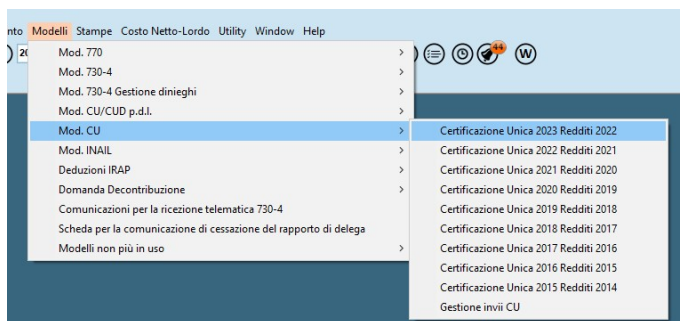 nto Modelli Stampe Costo Netto-Lordo Utility Window Help
20
44
W
Mod. 770
Mod. 730-4
Mod. 730-4 Gestione dinieghi
Mod. CU/CUD p.d.l.
Mod. CU
Mod. INAIL
Deduzioni IRAP
Domanda Decontribuzione
Comunicazioni per la ricezione telematica 730-4
Scheda per la comunicazione di cessazione del rapporto di delega
Modelli non più in uso
Certificazione Unica 2023 Redditi 2022
Certificazione Unica 2022 Redditi 2021
Certificazione Unica 2021 Redditi 2020
Certificazione Unica 2020 Redditi 2019
Certificazione Unica 2019 Redditi 2018
Certificazione Unica 2018 Redditi 2017
Certificazione Unica 2017 Redditi 2016
Certificazione Unica 2016 Redditi 2015
Certificazione Unica 2015 Redditi 2014
Gestione invii CU